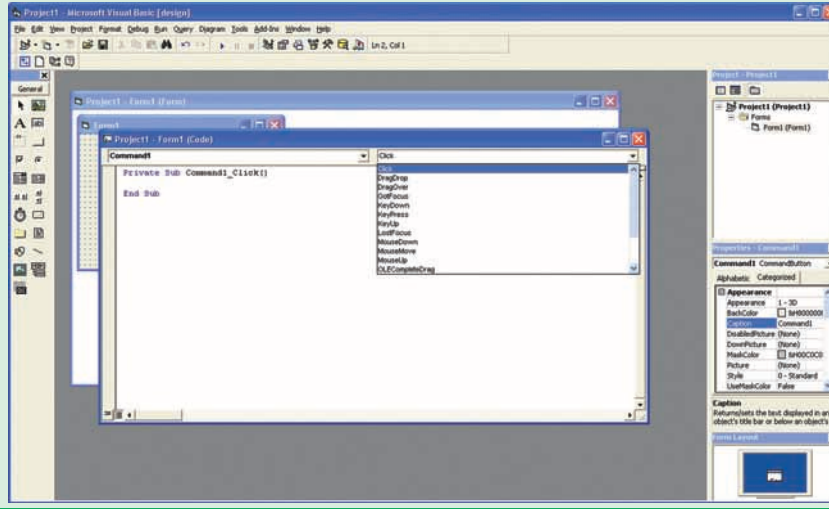 Project1 - Microsoft Visual Basic [design]
File Edit View Project Format Debug Run Query Diagram Tools Add-Ins Window Help
Ln 2, Col 1
General
Project1 - Form1 (Form)
Form1
Project1 - Form1 (Code)
Command1
Click
Private Sub Command1_Click()
End Sub
Click
DragDrop
DragOver
GotFocus
KeyDown
KeyPress
KeyUp
LostFocus
MouseDown
MouseMove
MouseUp
OLECompleteDrag
Project - Project1
Project1 (Project1)
Forms
Form1 (Form1)
Properties - Command1
Command1 CommandButton
Alphabetic Categorized
Appearance
Appearance 1 - 3D
BackColor
Caption Command1
DisabledPicture (None)
DownPicture (None)
MaskColor &H00C0C0
Picture (None)
Style 0 - Standard
UseMaskColor False
Caption
Returns/sets the text displayed in an
object's title bar or below an object's
Form Layout